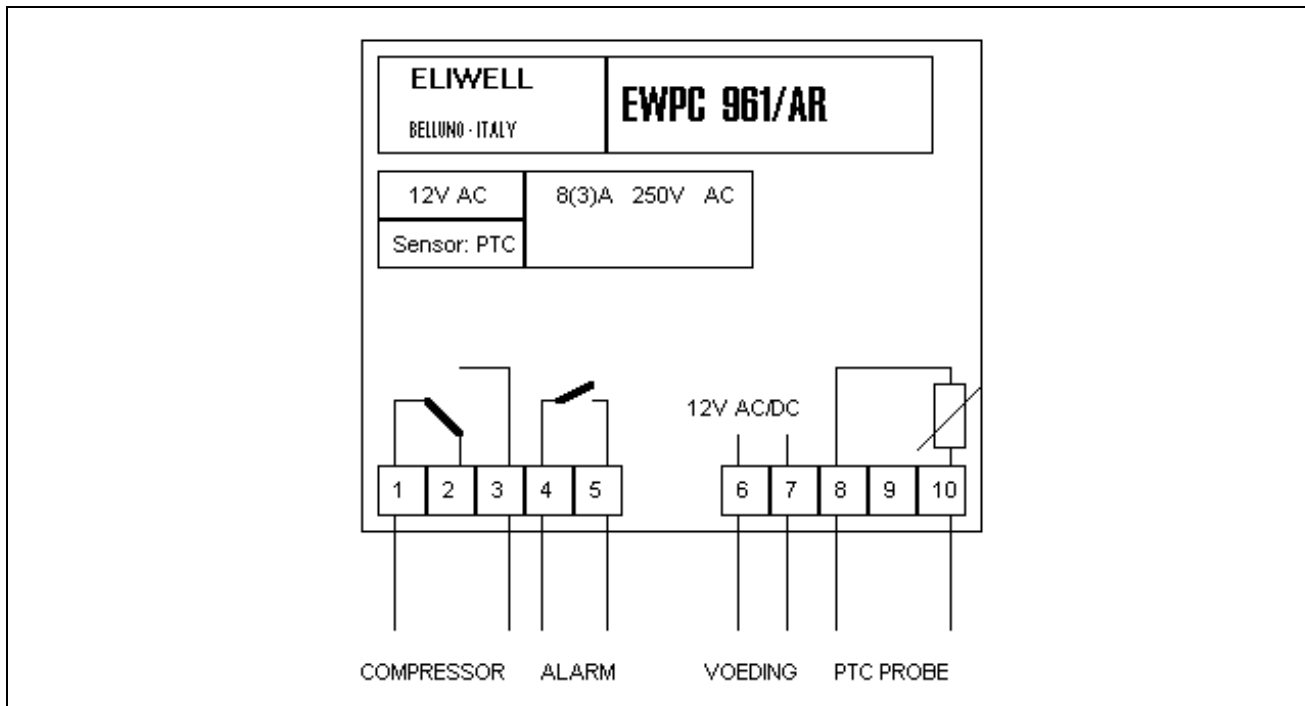 ELIWELL
BELLUNO - ITALY
EWPC 961/AR
12V AC
8(3)A 250V AC
Sensor: PTC
12V AC/DC
1 2 3 4 5 6 7 8 9 10
COMPRESSOR ALARM VOEDING PTC PROBE